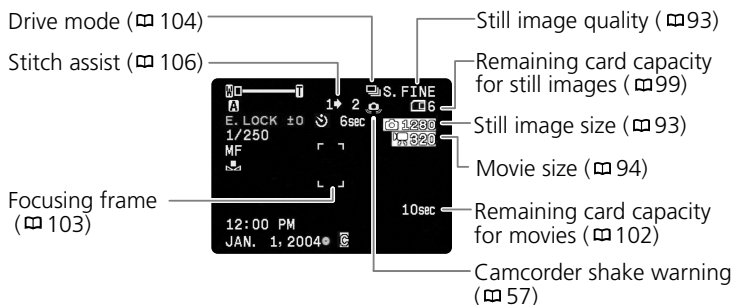 Drive mode ( 104)
Stitch assist ( 106)
Focusing frame
( 103)
W T
A
E. LOCK ±0
1/250
MF
1 2
6sec
S. FINE
6
1280
320
10sec
12:00 PM
JAN. 1, 2004
C
Still image quality ( 93)
Remaining card capacity
for still images ( 99)
Still image size ( 93)
Movie size ( 94)
Remaining card capacity
for movies ( 102)
Camcorder shake warning
( 57)